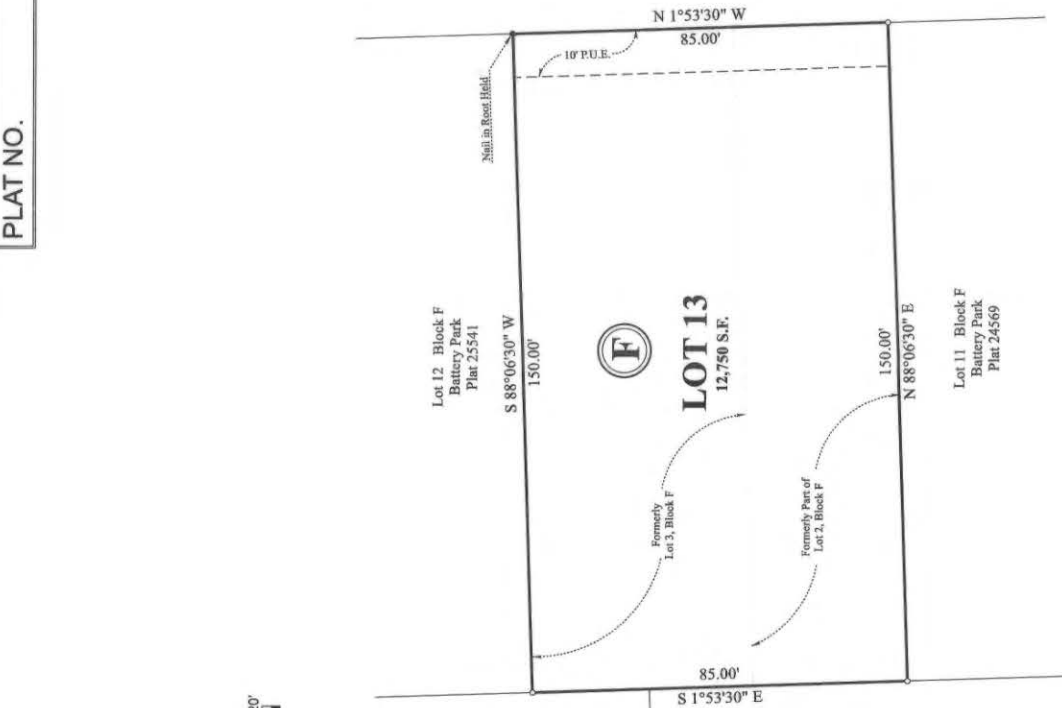 PLAT NO.
N 1°53'30" W
85.00'
10' P.U.E.
Nail in Root Held
Lot 12 Block F
Battery Park
Plat 25541
S 88°06'30" W
150.00'
F
LOT 13
12,750 S.F.
150.00'
N 88°06'30" E
Lot 11 Block F
Battery Park
Plat 24569
Formerly
Lot 3, Block F
Formerly Part of
Lot 2, Block F
85.00'
S 1°53'30" E